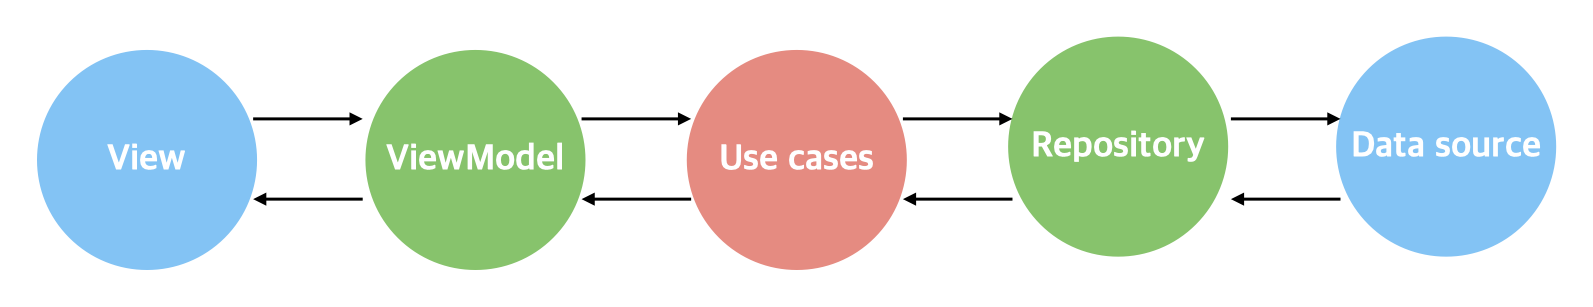 View
ViewModel
Use cases
Repository
Data source